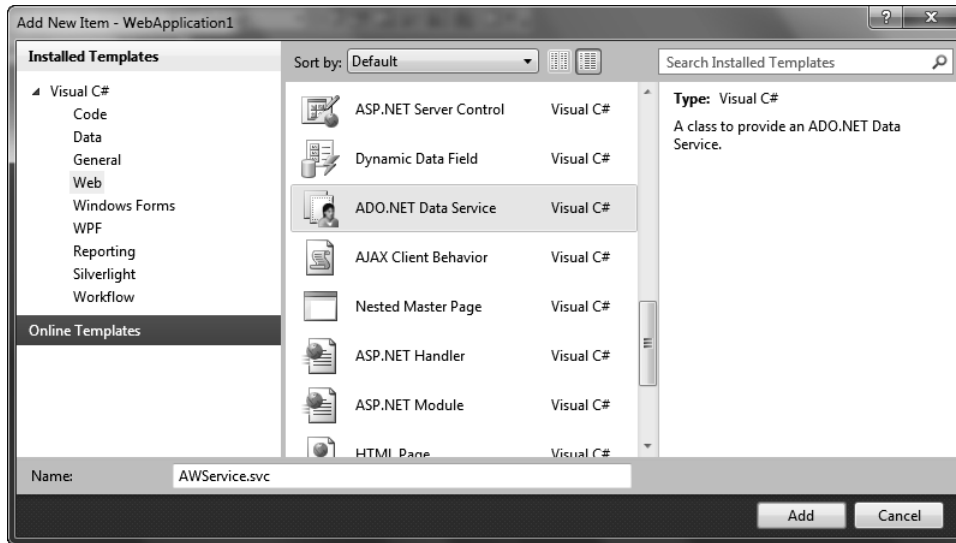 Add New Item - WebApplication1
Installed Templates
Visual C#
Code
Data
General
Web
Windows Forms
WPF
Reporting
Silverlight
Workflow
Online Templates
Sort by: Default
ASP.NET Server Control Visual C#
Dynamic Data Field Visual C#
ADO.NET Data Service Visual C#
AJAX Client Behavior Visual C#
Nested Master Page Visual C#
ASP.NET Handler Visual C#
ASP.NET Module Visual C#
HTML Page Visual C#
Search Installed Templates
Type: Visual C#
A class to provide an ADO.NET Data
Service.
Name: AWService.svc
Add Cancel